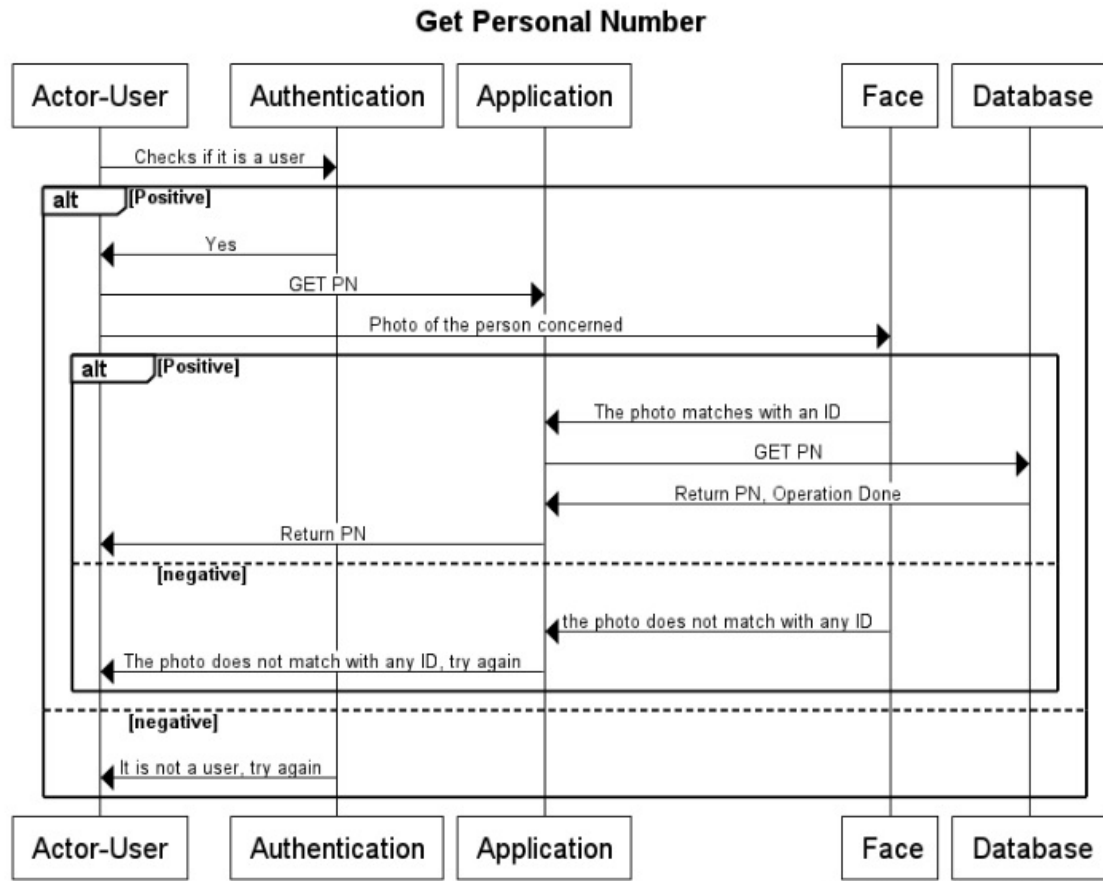 Get Personal Number
Actor-User Authentication Application Face Database
Checks if it is a user
alt [Positive]
Yes
GET PN
Photo of the person concerned
alt [Positive]
The photo matches with an ID
GET PN
Return PN, Operation Done
Return PN
[negative]
the photo does not match with any ID
The photo does not match with any ID, try again
[negative]
It is not a user, try again
Actor-User Authentication Application Face Database